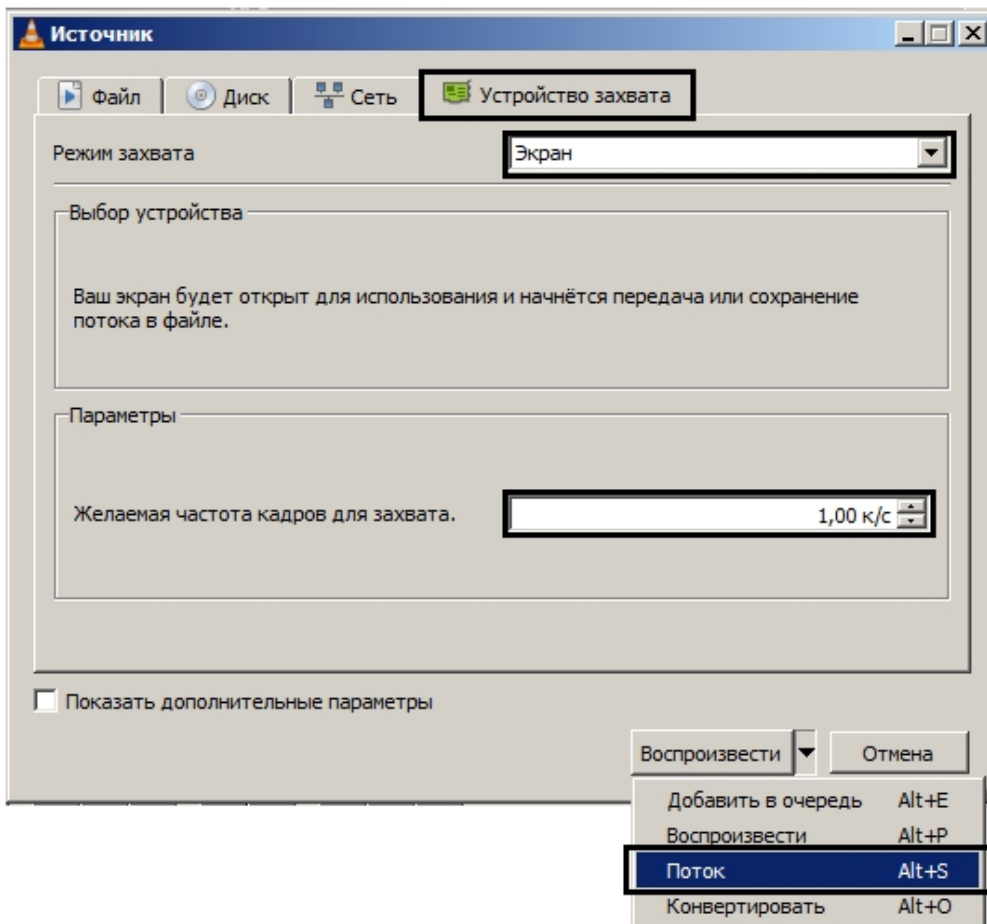 Источник
Файл Диск Сеть Устройство захвата
Режим захвата Экран
Выбор устройства
Ваш экран будет открыт для использования и начнётся передача или сохранение
потока в файле.
Параметры
Желаемая частота кадров для захвата. 1,00 к/с
Показать дополнительные параметры
Воспроизвести Отмена
Добавить в очередь Alt+E
Воспроизвести Alt+P
Поток Alt+S
Конвертировать Alt+O